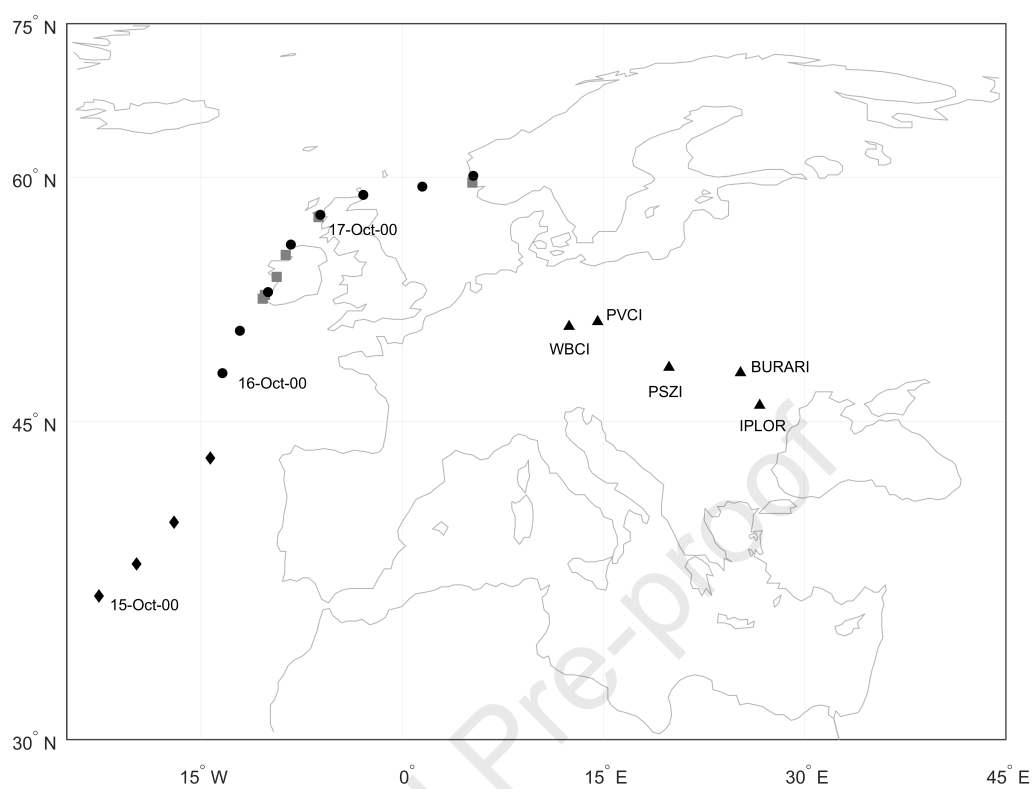 75° N
60° N
17-Oct-00
PVCI
WBCI
BURARI
16-Oct-00
PSZI
45° N
IPLOR
15-Oct-00
30° N
15° W
0°
15° E
30° E
45° E
l Pre-proof